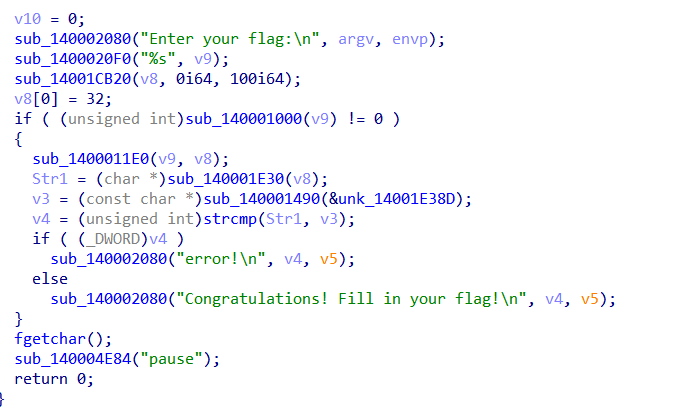 v10 = 0;
sub_140002080("Enter your flag:\n", argv, envp);
sub_1400020F0("%s", v9);
sub_14001CB20(v8, 0i64, 100i64);
v8[0] = 32;
if ( (unsigned int)sub_140001000(v9) != 0 )
{
sub_1400011E0(v9, v8);
Str1 = (char *)sub_140001E30(v8);
v3 = (const char *)sub_140001490(&unk_14001E38D);
v4 = (unsigned int)strcmp(Str1, v3);
if ( (_DWORD)v4 )
sub_140002080("error!\n", v4, v5);
else
sub_140002080("Congratulations! Fill in your flag!\n", v4, v5);
}
fgetchar();
sub_140004E84("pause");
return 0;
}